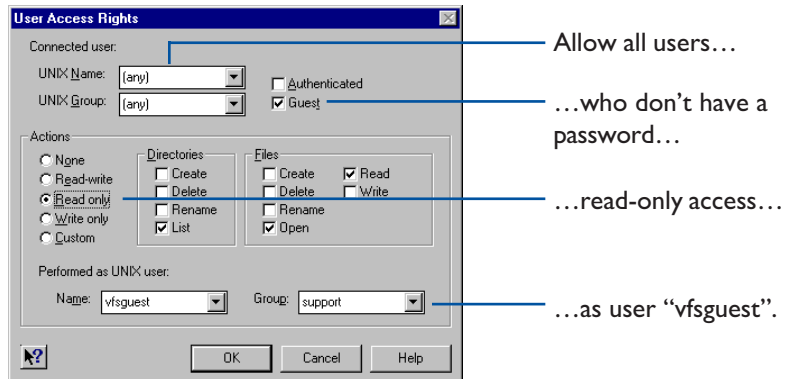 User Access Rights
Connected user:
UNIX Name: (any)
UNIX Group: (any)
Authenticated
Guest
Actions
None
Read-write
Read only
Write only
Custom
Directories
Create
Delete
Rename
List
Files
Create
Delete
Rename
Open
Read
Write
Performed as UNIX user:
Name: vfsguest
Group: support
?
OK
Cancel
Help
Allow all users…
…who don’t have a
password…
…read-only access…
…as user “vfsguest”.